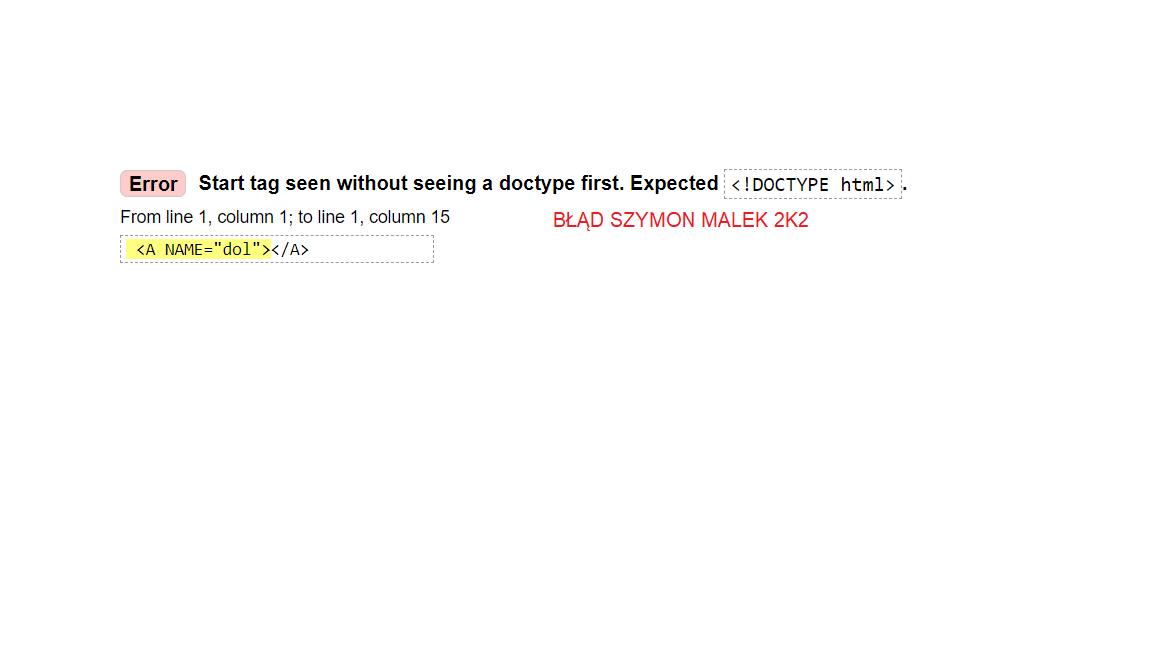 Error Start tag seen without seeing a doctype first. Expected <!DOCTYPE html>.
From line 1, column 1; to line 1, column 15
BŁĄD SZYMON MALEK 2K2
<A NAME="dol"></A>